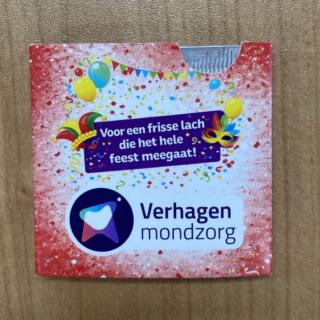 Voor een frisse lach
die het hele
feest meegaat!
Verhagen
mondzorg